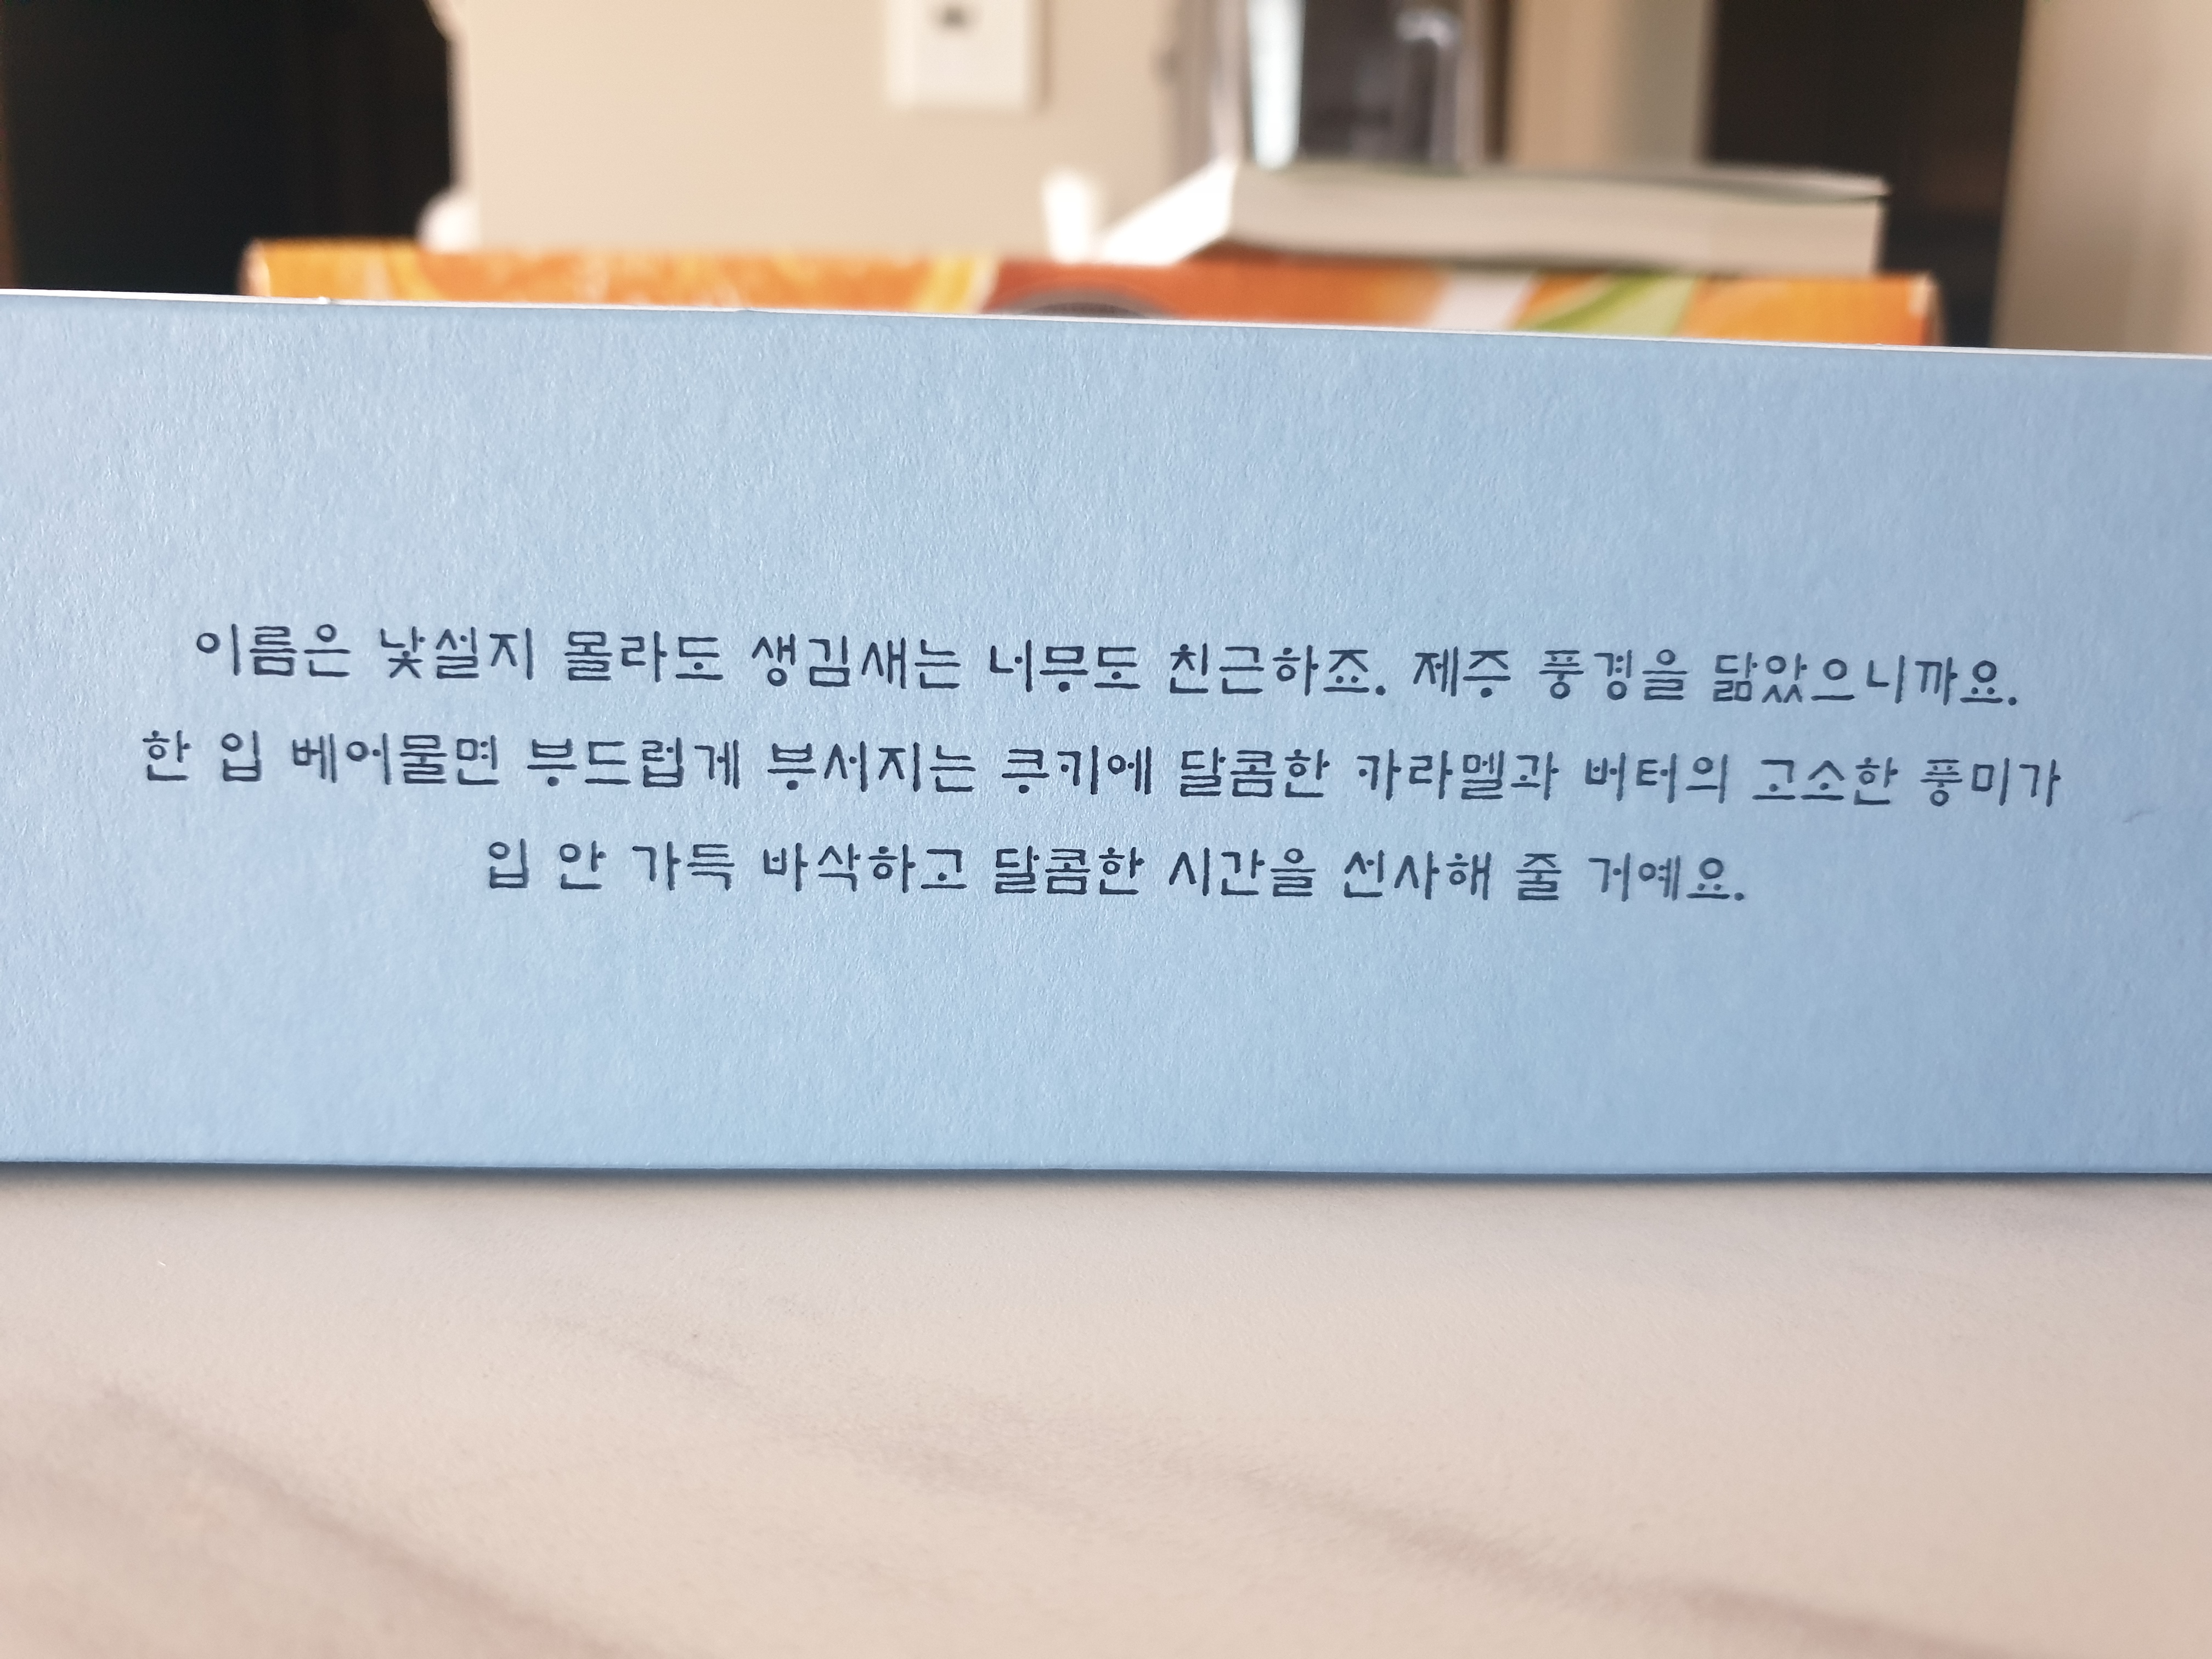 이름은 낯설지 몰라도 생김새는 너무도 친근하죠. 제주 풍경을 닮았으니까요.
한 입 베어물면 부드럽게 부서지는 쿠키에 달콤한 카라멜과 버터의 고소한 풍미가
입 안 가득 바삭하고 달콤한 시간을 선사해 줄 거예요.